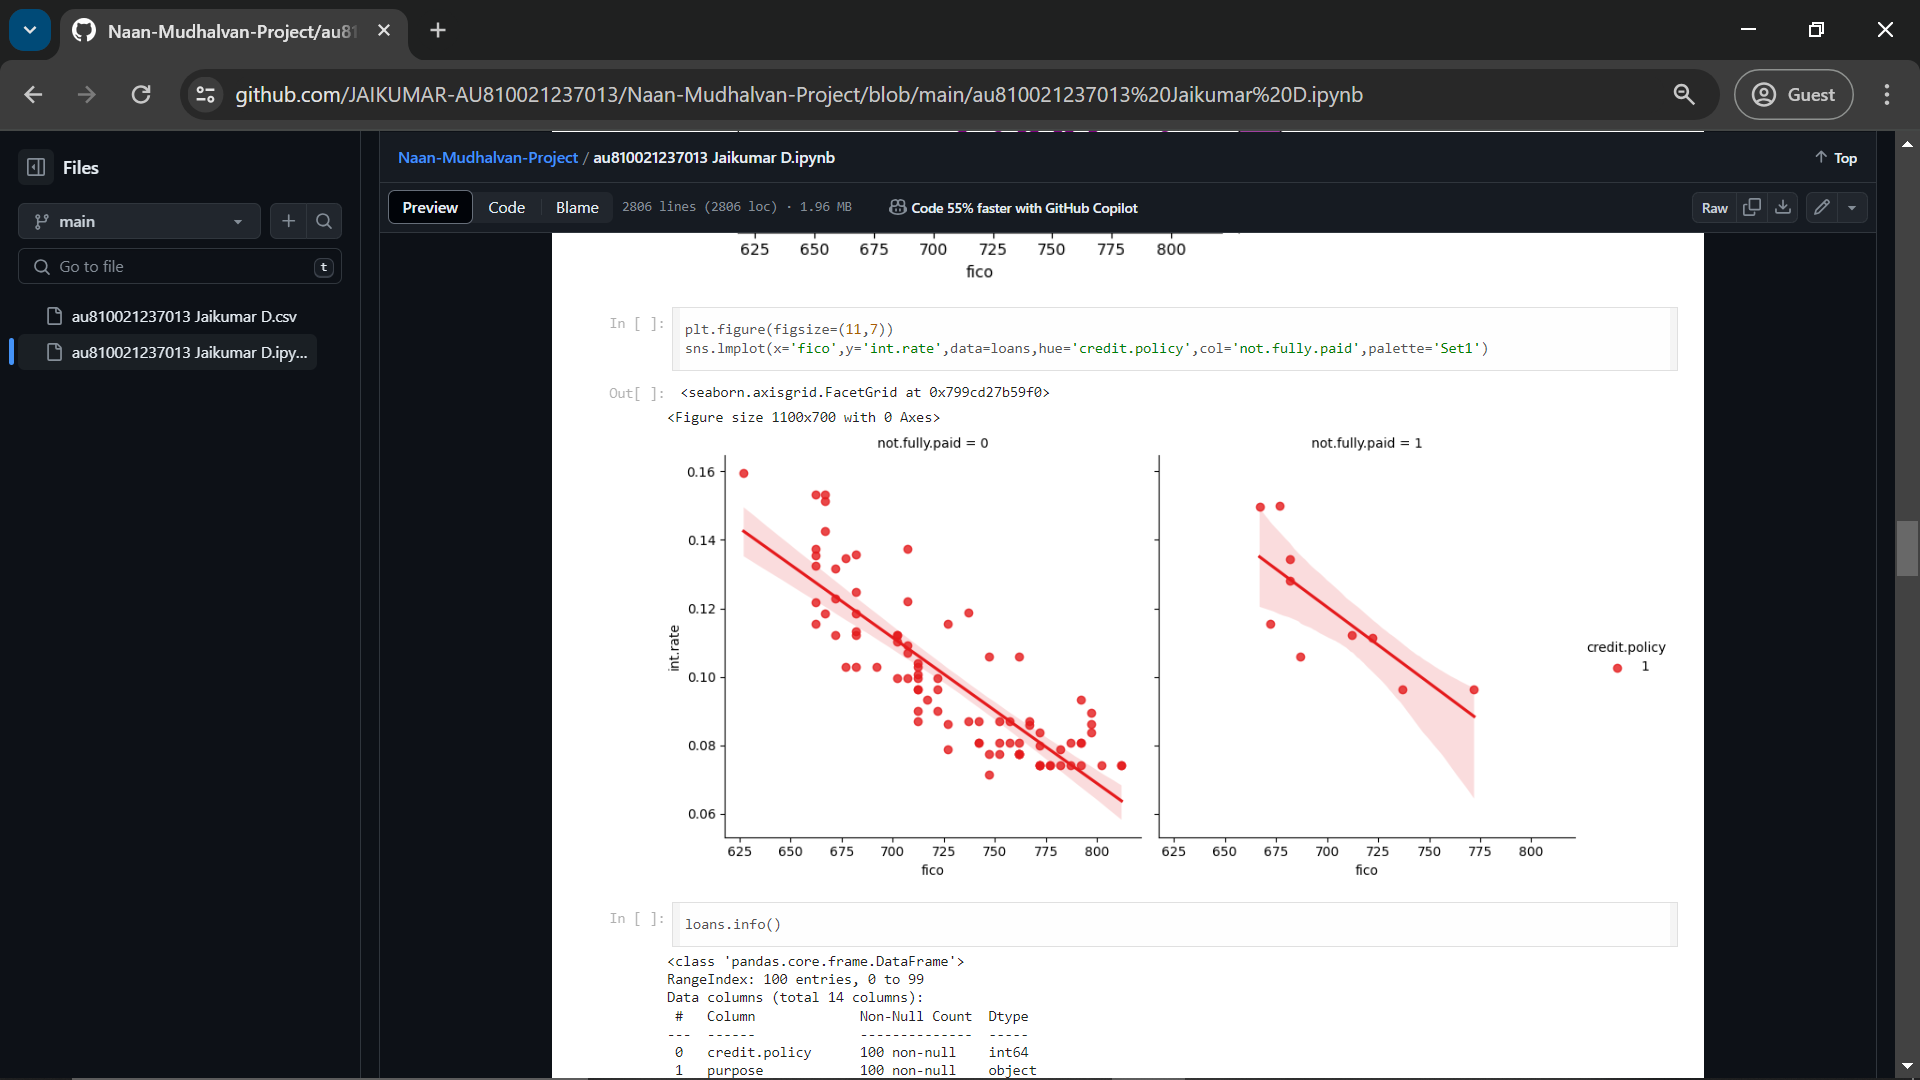 Naan-Mudhalvan-Project/au81
github.com/JAIKUMAR-AU810021237013/Naan-Mudhalvan-Project/blob/main/au810021237013%20Jaikumar%20D.ipynb
Guest
Files
main
Go to file
t
au810021237013 Jaikumar D.csv
au810021237013 Jaikumar D.ipy...
Naan-Mudhalvan-Project / au810021237013 Jaikumar D.ipynb
Top
Preview Code Blame 2806 lines (2806 loc) · 1.96 MB Code 55% faster with GitHub Copilot Raw
625 650 675 700 725 750 775 800
fico
In [ ]:
plt.figure(figsize=(11,7))
sns.lmplot(x='fico',y='int.rate',data=loans,hue='credit.policy',col='not.fully.paid',palette='Set1')
Out[ ]: <seaborn.axisgrid.FacetGrid at 0x799cd27b59f0>
<Figure size 1100x700 with 0 Axes>
not.fully.paid = 0 not.fully.paid = 1
0.16
0.14
0.12
0.10
0.08
0.06
int.rate
625 650 675 700 725 750 775 800
fico
625 650 675 700 725 750 775 800
fico
credit.policy
1
In [ ]:
loans.info()
<class 'pandas.core.frame.DataFrame'>
RangeIndex: 100 entries, 0 to 99
Data columns (total 14 columns):
# Column Non-Null Count Dtype
--- ------ -------------- -----
0 credit.policy 100 non-null int64
1 purpose 100 non-null object